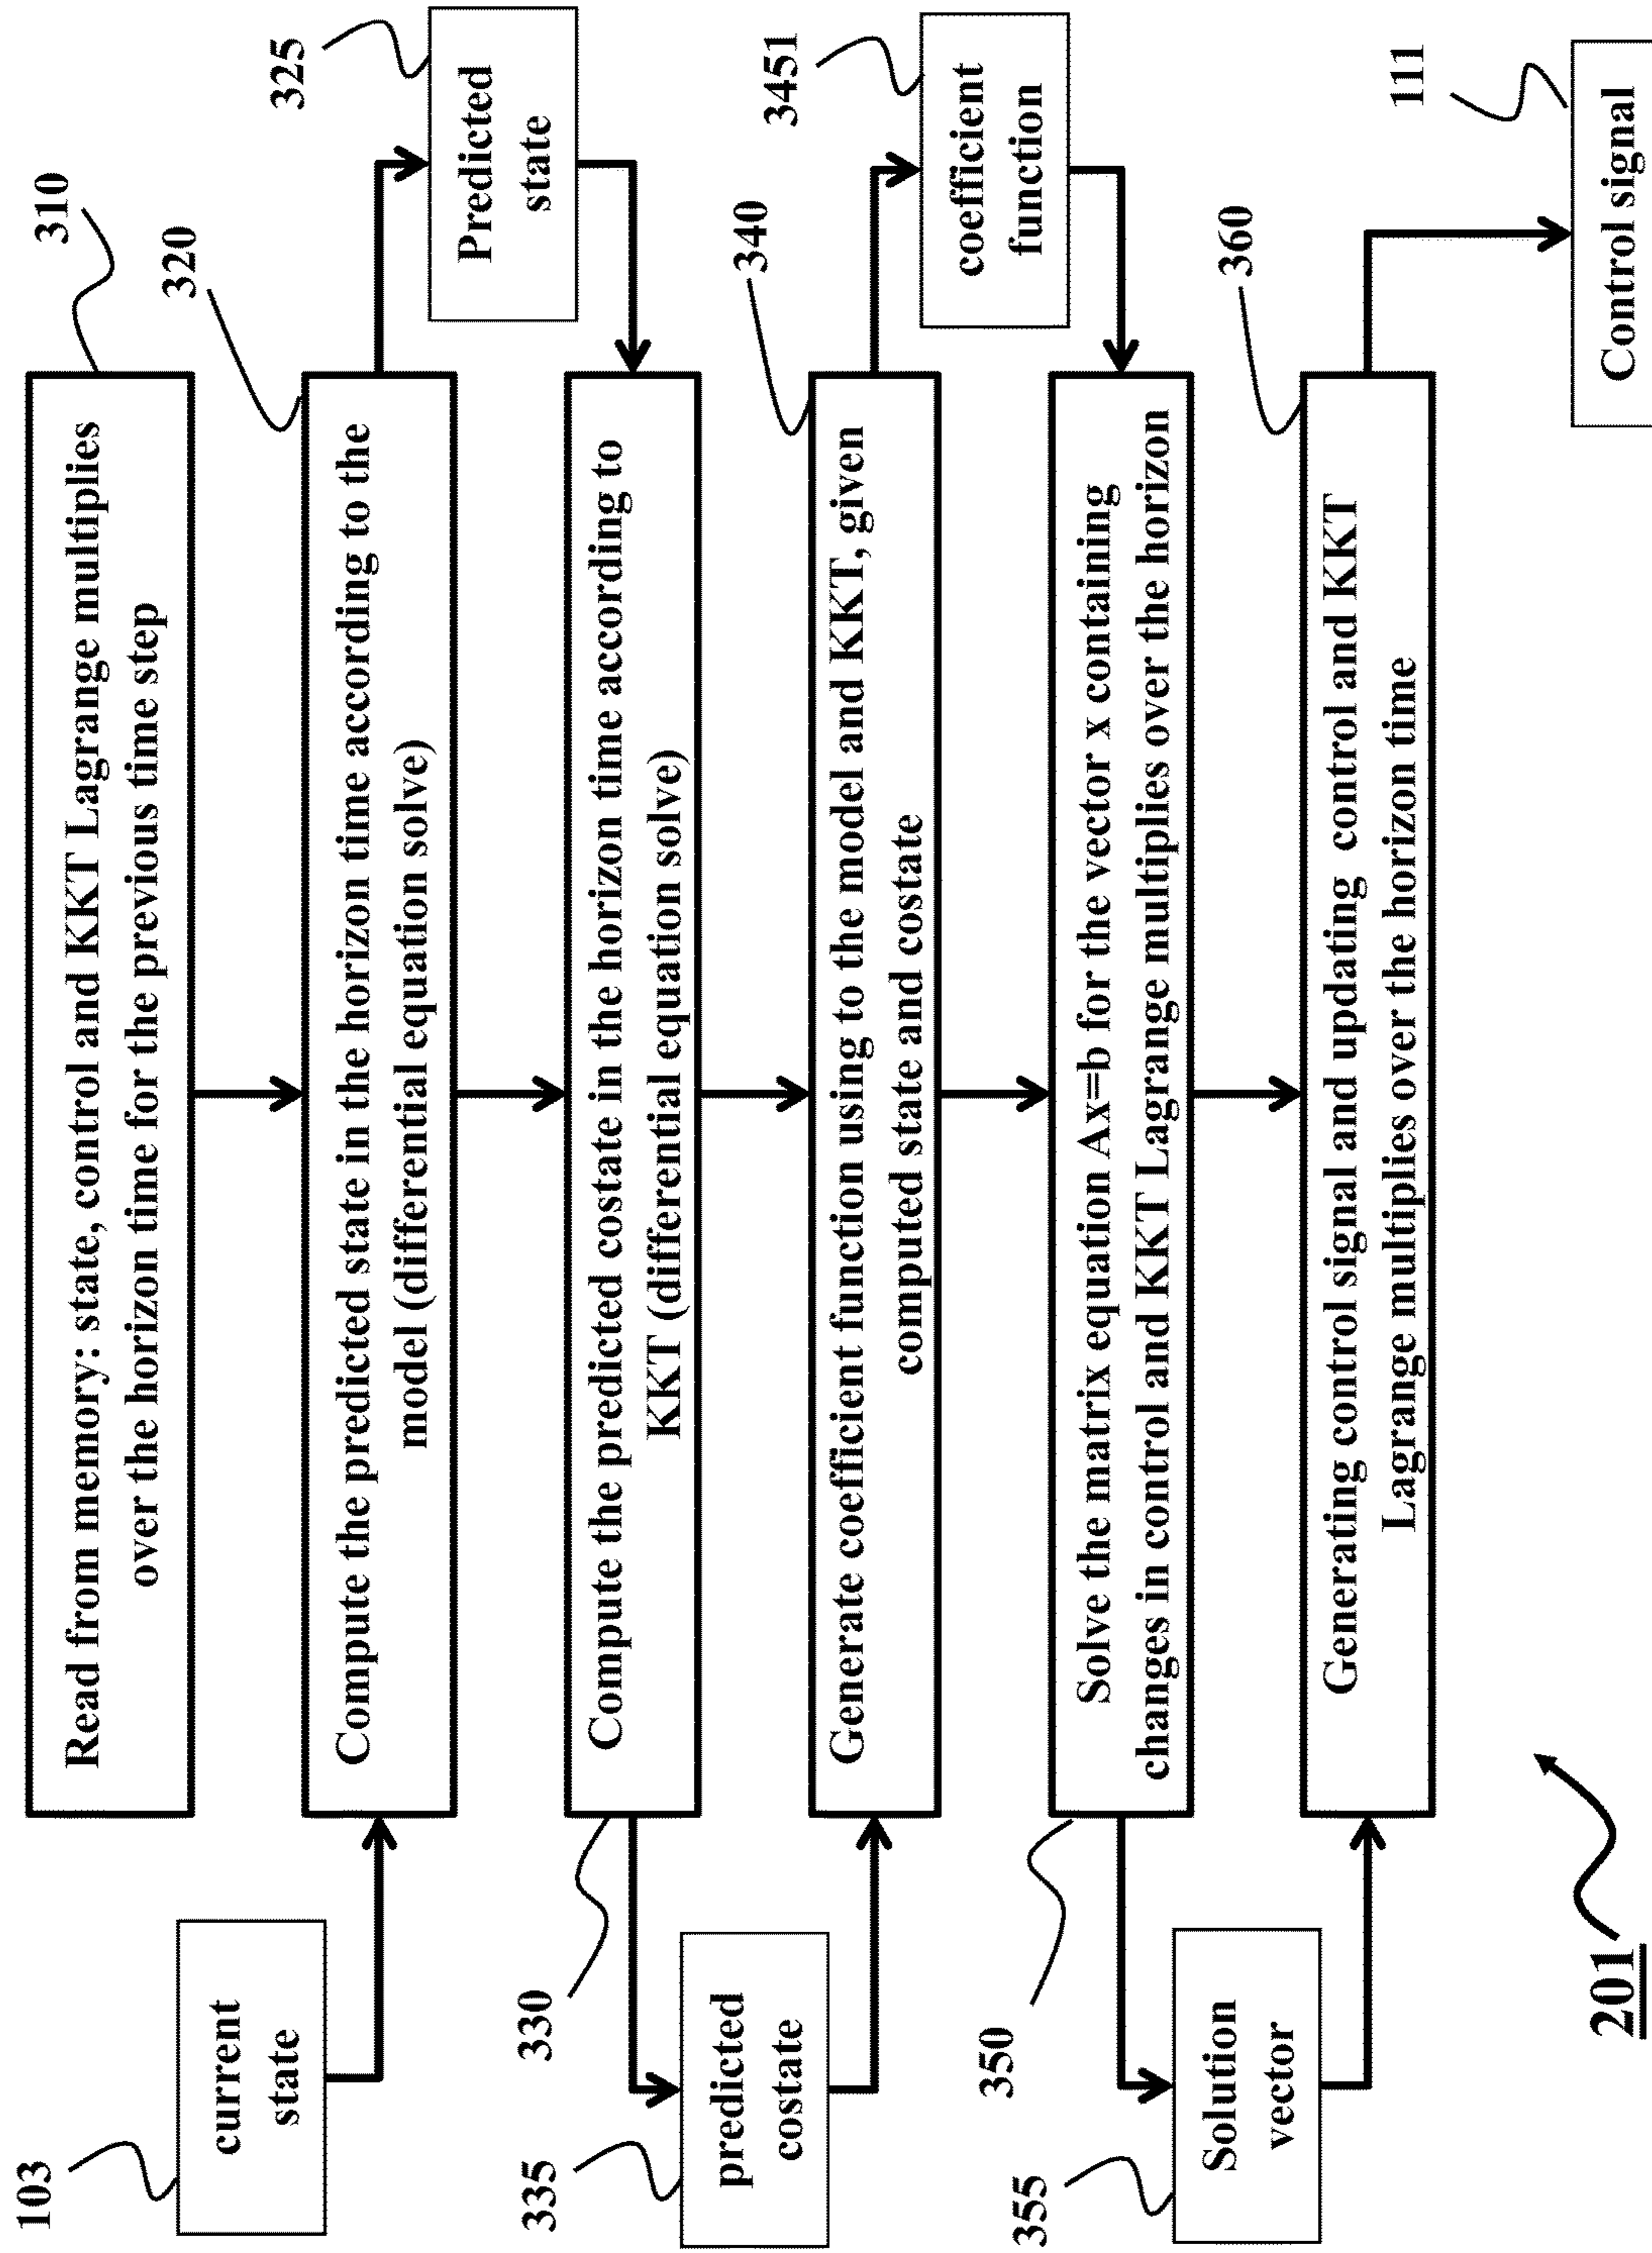 310
Read from memory: state, control and KKT Lagrange multiplies
over the horizon time for the previous time step
103
current
state
320
Compute the predicted state in the horizon time according to the
model (differential equation solve)
325
Predicted
state
330
Compute the predicted costate in the horizon time according to
KKT (differential equation solve)
335
predicted
costate
340
Generate coefficient function using to the model and KKT, given
computed state and costate
3451
coefficient
function
350
Solve the matrix equation Ax=b for the vector x containing
changes in control and KKT Lagrange multiplies over the horizon
355
Solution
vector
360
Generating control signal and updating control and KKT
Lagrange multiplies over the horizon time
111
Control signal
201